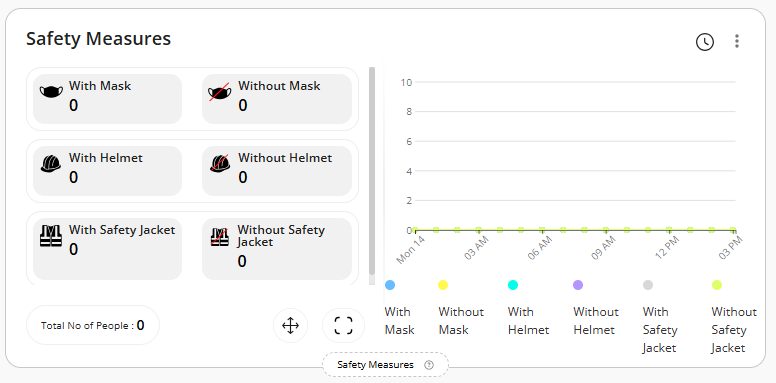 Safety Measures
With Mask
0
Without Mask
0
With Helmet
0
Without Helmet
0
With Safety Jacket
0
Without Safety
Jacket
0
Total No of People : 0
10
8
6
4
2
0
Mon 14
03 AM
06 AM
09 AM
12 PM
03 PM
With
Mask
Without
Mask
With
Helmet
Without
Helmet
With
Safety
Jacket
Without
Safety
Jacket
Safety Measures ?